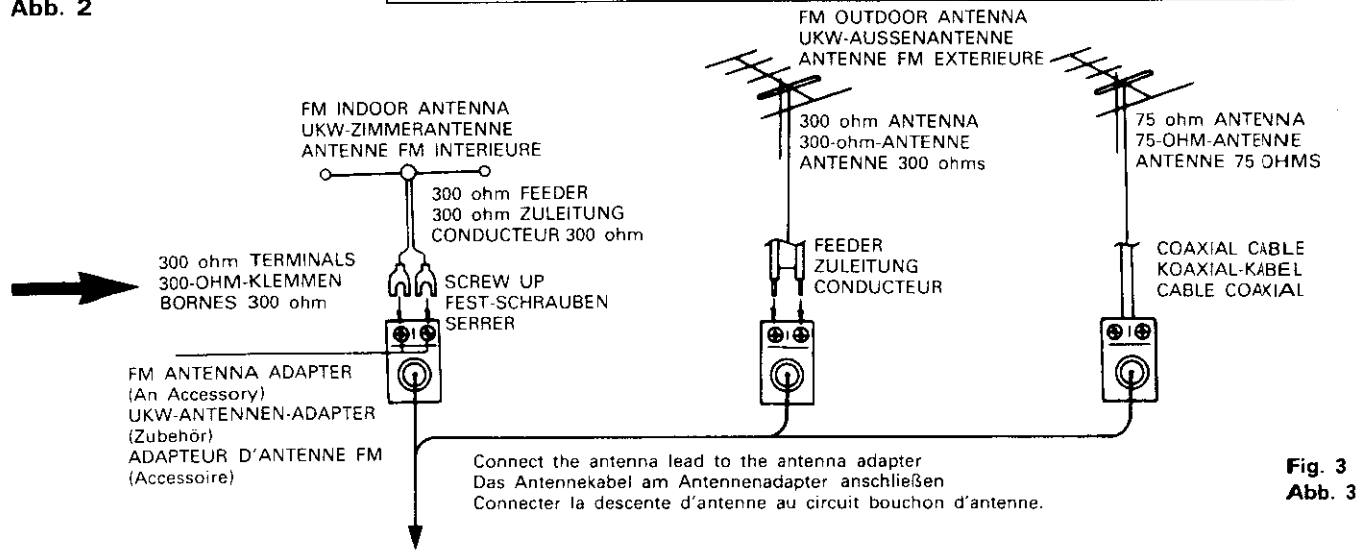 Abb. 2
FM OUTDOOR ANTENNA
UKW-AUSSENANTENNE
ANTENNE FM EXTERIEURE
FM INDOOR ANTENNA
UKW-ZIMMERANTENNE
ANTENNE FM INTERIEURE
300 ohm ANTENNA
300-ohm-ANTENNE
ANTENNE 300 ohms
75 ohm ANTENNA
75-OHM-ANTENNE
ANTENNE 75 OHMS
300 ohm FEEDER
300 ohm ZULEITUNG
CONDUCTEUR 300 ohm
300 ohm TERMINALS
300-OHM-KLEMMEN
BORNES 300 ohm
SCREW UP
FEST-SCHRAUBEN
SERRER
FEEDER
ZULEITUNG
CONDUCTEUR
COAXIAL CABLE
KOAXIAL-KABEL
CABLE COAXIAL
FM ANTENNA ADAPTER
(An Accessory)
UKW-ANTENNEN-ADAPTER
(Zubehör)
ADAPTEUR D'ANTENNE FM
(Accessoire)
Connect the antenna lead to the antenna adapter
Das Antennekabel am Antennenadapter anschließen
Connecter la descente d'antenne au circuit bouchon d'antenne.
Fig. 3
Abb. 3